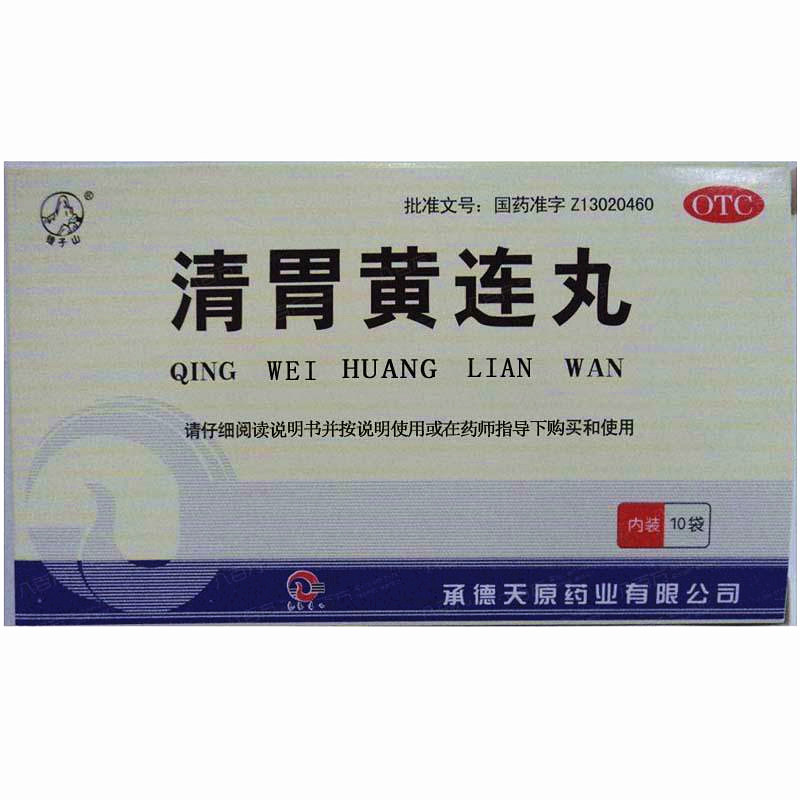 ®
批准文号：国药准字 Z13020460
OTC
子山
清胃黄连丸
QING WEI HUANG LIAN WAN
请仔细阅读说明书并按说明使用或在药师指导下购买和使用
内装 10袋
承德天原药业有限公司